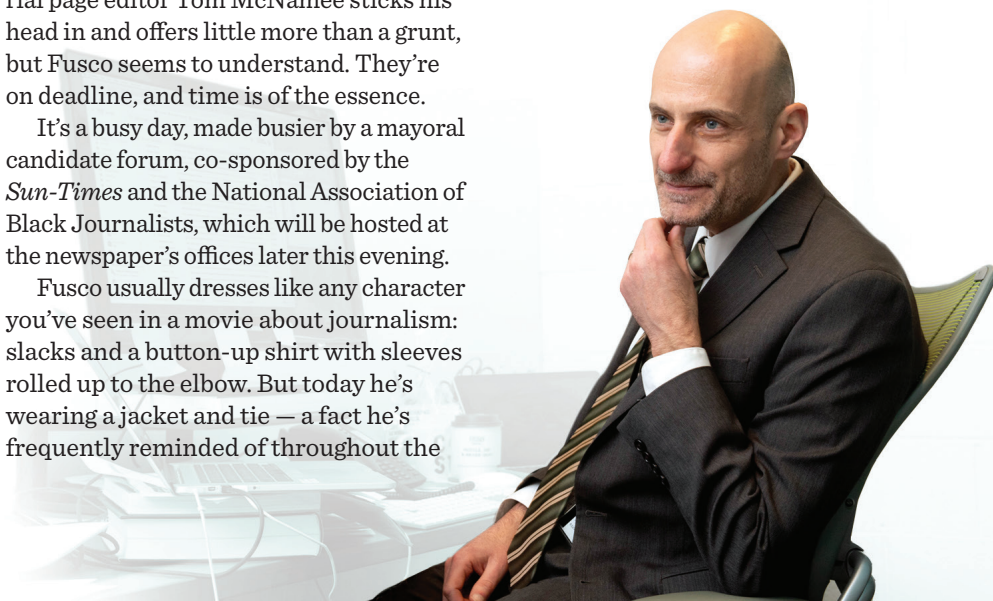 rial page editor Tom McNamee sticks his
head in and offers little more than a grunt,
but Fusco seems to understand. They're
on deadline, and time is of the essence.
It's a busy day, made busier by a mayoral
candidate forum, co-sponsored by the
Sun-Times and the National Association of
Black Journalists, which will be hosted at
the newspaper's offices later this evening.
Fusco usually dresses like any character
you've seen in a movie about journalism:
slacks and a button-up shirt with sleeves
rolled up to the elbow. But today he's
wearing a jacket and tie — a fact he's
frequently reminded of throughout the